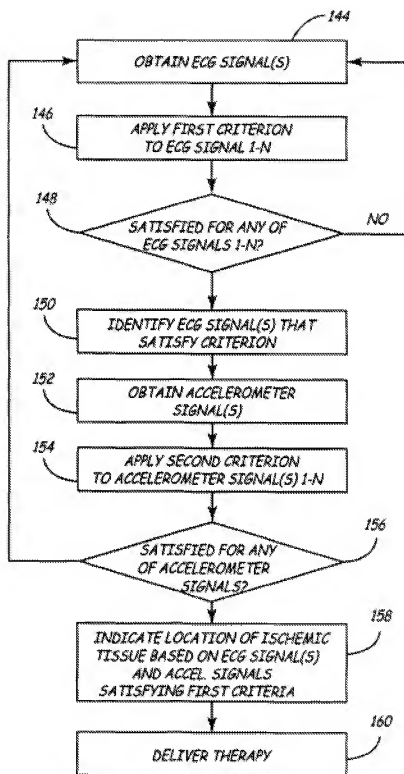 144
OBTAIN ECG SIGNAL(S)
146
APPLY FIRST CRITERION
TO ECG SIGNAL 1-N
148
SATISFIED FOR ANY OF
ECG SIGNALS 1-N?
NO
150
IDENTIFY ECG SIGNAL(S) THAT
SATISFY CRITERION
152
OBTAIN ACCELEROMETER
SIGNAL(S)
154
APPLY SECOND CRITERION
TO ACCELEROMETER SIGNAL(S) 1-N
156
SATISFIED FOR ANY
OF ACCELEROMETER
SIGNALS?
158
INDICATE LOCATION OF ISCHEMIC
TISSUE BASED ON ECG SIGNAL(S)
AND ACCEL. SIGNALS
SATISFYING FIRST CRITERIA
160
DELIVER THERAPY